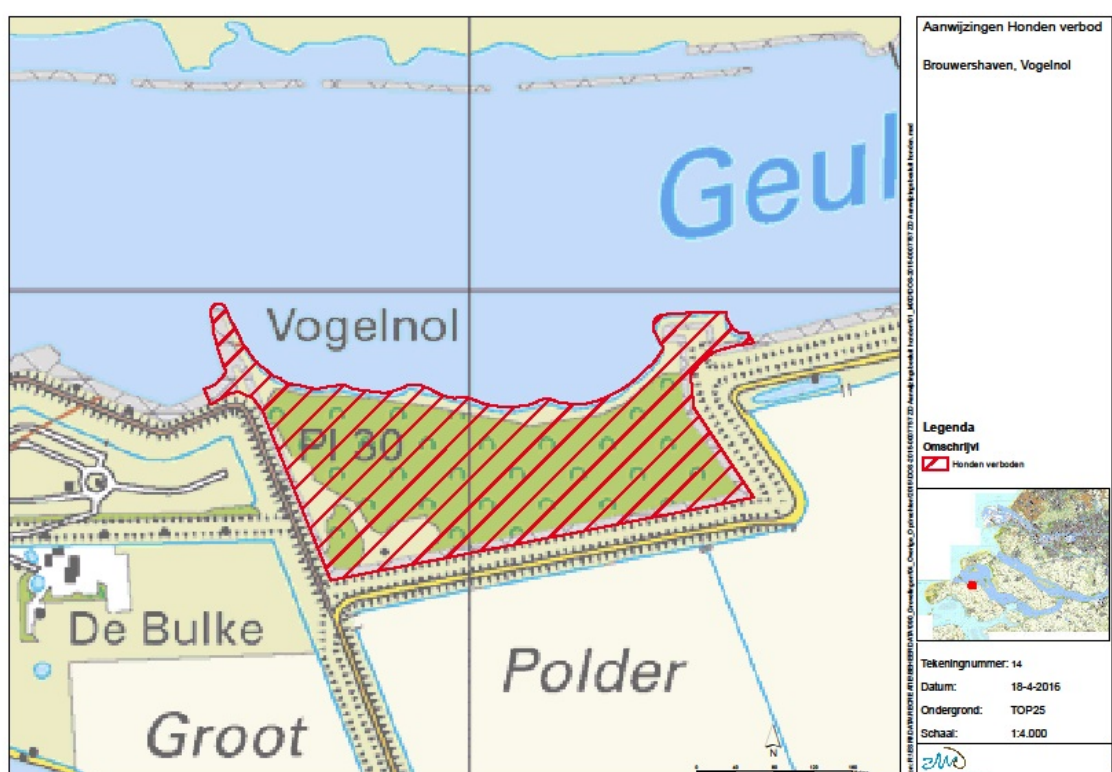 Geul
Vogelnol
Pl 30
De Bulke
Polder
Groot
N
Aanwijzingen Honden verbod
Brouwershaven, Vogelnol
Legenda
Omschrijvi
Honden verboden
Tekeningnummer: 14
Datum: 18-4-2016
Ondergrond: TOP25
Schaal: 1:4.000